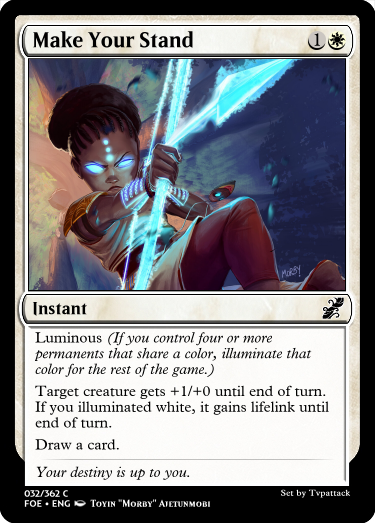 Make Your Stand 1
MORBY
Instant
Luminous (If you control four or more
permanents that share a color, illuminate that
color for the rest of the game.)
Target creature gets +1/+0 until end of turn.
If you illuminated white, it gains lifelink until
end of turn.
Draw a card.
Your destiny is up to you.
032/362 C
Set by Tvpattack
FOE • ENG Toyin "Morby" Ajetunmobi